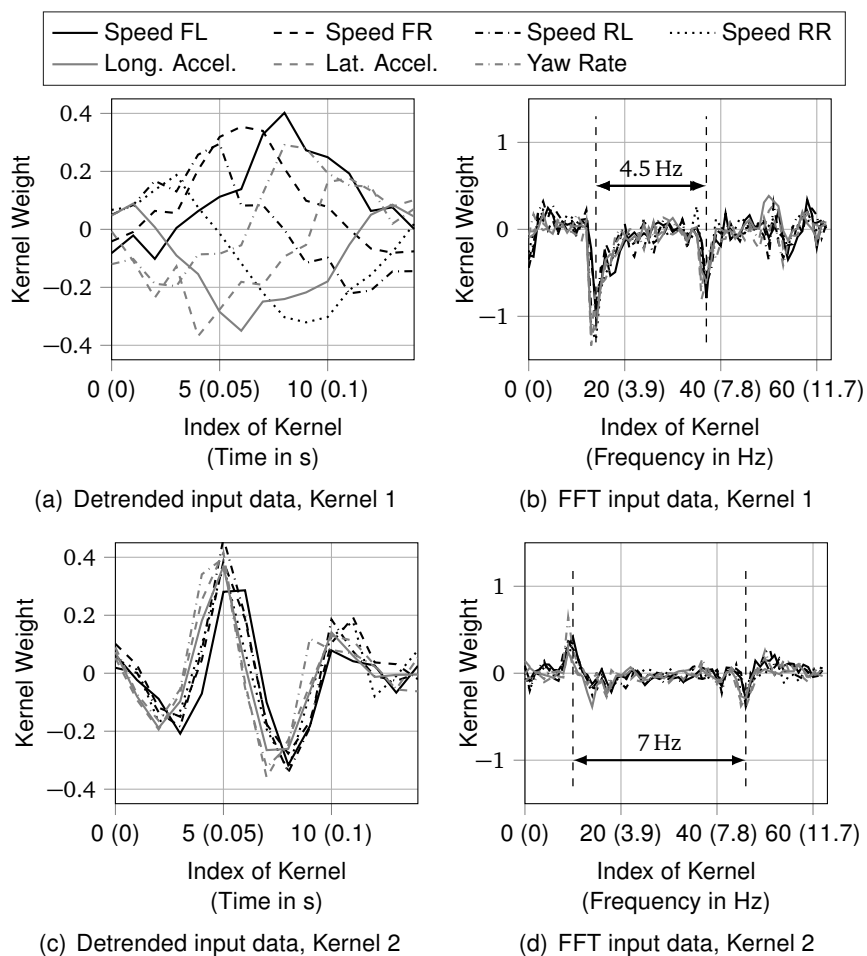 Speed FL Speed FR Speed RL Speed RR
Long. Accel. Lat. Accel. Yaw Rate
0.4
0.2
0
−0.2
−0.4
Kernel Weight
0 (0) 5 (0.05) 10 (0.1)
Index of Kernel
(Time in s)
(a) Detrended input data, Kernel 1
1
0
−1
Kernel Weight
4.5 Hz
0 (0) 20 (3.9) 40 (7.8) 60 (11.7)
Index of Kernel
(Frequency in Hz)
(b) FFT input data, Kernel 1
0.4
0.2
0
−0.2
−0.4
Kernel Weight
0 (0) 5 (0.05) 10 (0.1)
Index of Kernel
(Time in s)
(c) Detrended input data, Kernel 2
1
0
−1
Kernel Weight
7 Hz
0 (0) 20 (3.9) 40 (7.8) 60 (11.7)
Index of Kernel
(Frequency in Hz)
(d) FFT input data, Kernel 2